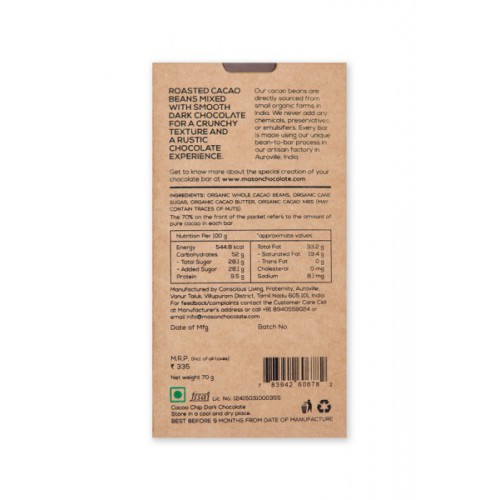 ROASTED CACAO
BEANS MIXED
WITH SMOOTH
DARK CHOCOLATE
FOR A CRUNCHY
TEXTURE AND
A RUSTIC
CHOCOLATE
EXPERIENCE.
Our cacao beans are
directly sourced from
small organic farms in
India. We never add any
chemicals, preservatives
or emulsifiers. Every bar
is made using our unique
bean-to-bar process in
our artisan factory in
Auroville, India.
Get to know more about the special creation of your
chocolate bar at www.masonchocolate.com
INGREDIENTS: ORGANIC WHOLE CACAO BEANS, ORGANIC CANE
SUGAR, ORGANIC CACAO BUTTER, ORGANIC CACAO NIBS (MAY
CONTAIN TRACES OF NUTS).
The 70% on the front of the packet refers to the amount of
pure cacao in each bar
Nutrition Per 100 g *approximate values
Energy 544.8 kcal
Carbohydrates 52 g
- Total Sugar 28.1 g
- Added Sugar 28.1 g
Protein 9.5 g
Total Fat 33.2 g
- Saturated Fat 19.4 g
- Trans Fat 0 g
Cholesterol 0 mg
Sodium 8.1 mg
Manufactured by Conscious Living, Fraternity, Auroville,
Vanur Taluk, Villupuram District, Tamil Nadu 605 101, India
For feedback/complaints contact the Customer Care Cell
at Manufacturer's address or call +91 8940559024 or
email info@masonchocolate.com
Date of Mfg. Batch No.
M.R.P. (Incl. of all taxes)
₹ 335
Net weight 70 g
7 83942 60678 2
fssai Lic. No. 12415031000355
Cacao Chip Dark Chocolate
Store in a cool and dry place.
BEST BEFORE 9 MONTHS FROM DATE OF MANUFACTURE